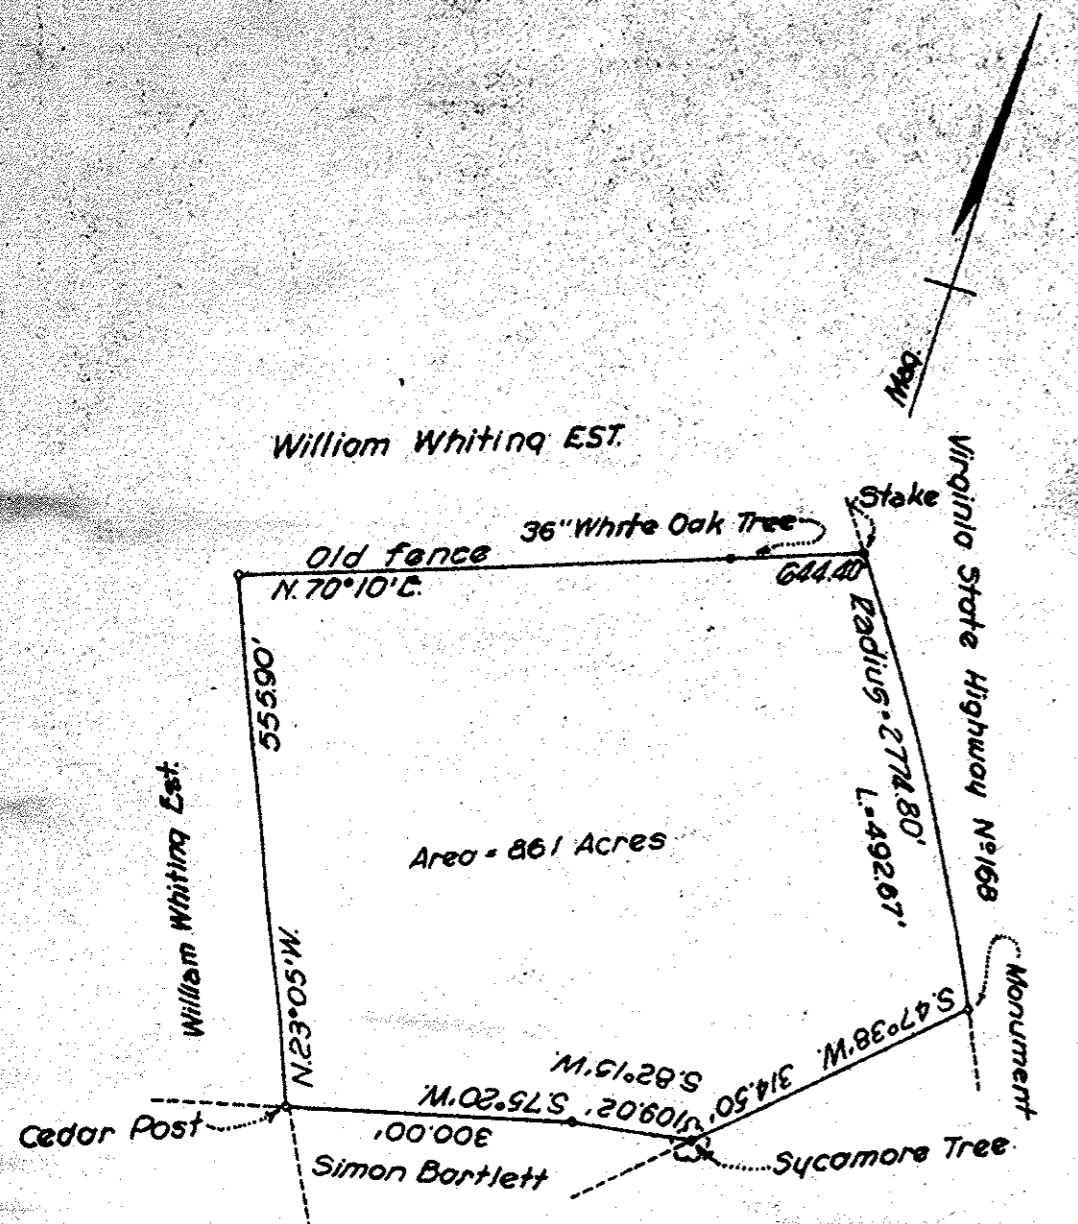 Mag.
William Whiting EST.
Stake
36" White Oak Tree
Old fence
N. 70°10' E.
644.40'
Virginia State Highway Nº168
555.90'
Radius = 2774.80'
L. = 492.67'
William Whiting Est.
Area = 8.61 Acres
N. 23°05' W.
Monument
S. 47°38' W.
314.50'
S. 82°15' W.
109.02'
S. 75°20' W.
300.00'
Cedar Post
Sycamore Tree
Simon Bartlett